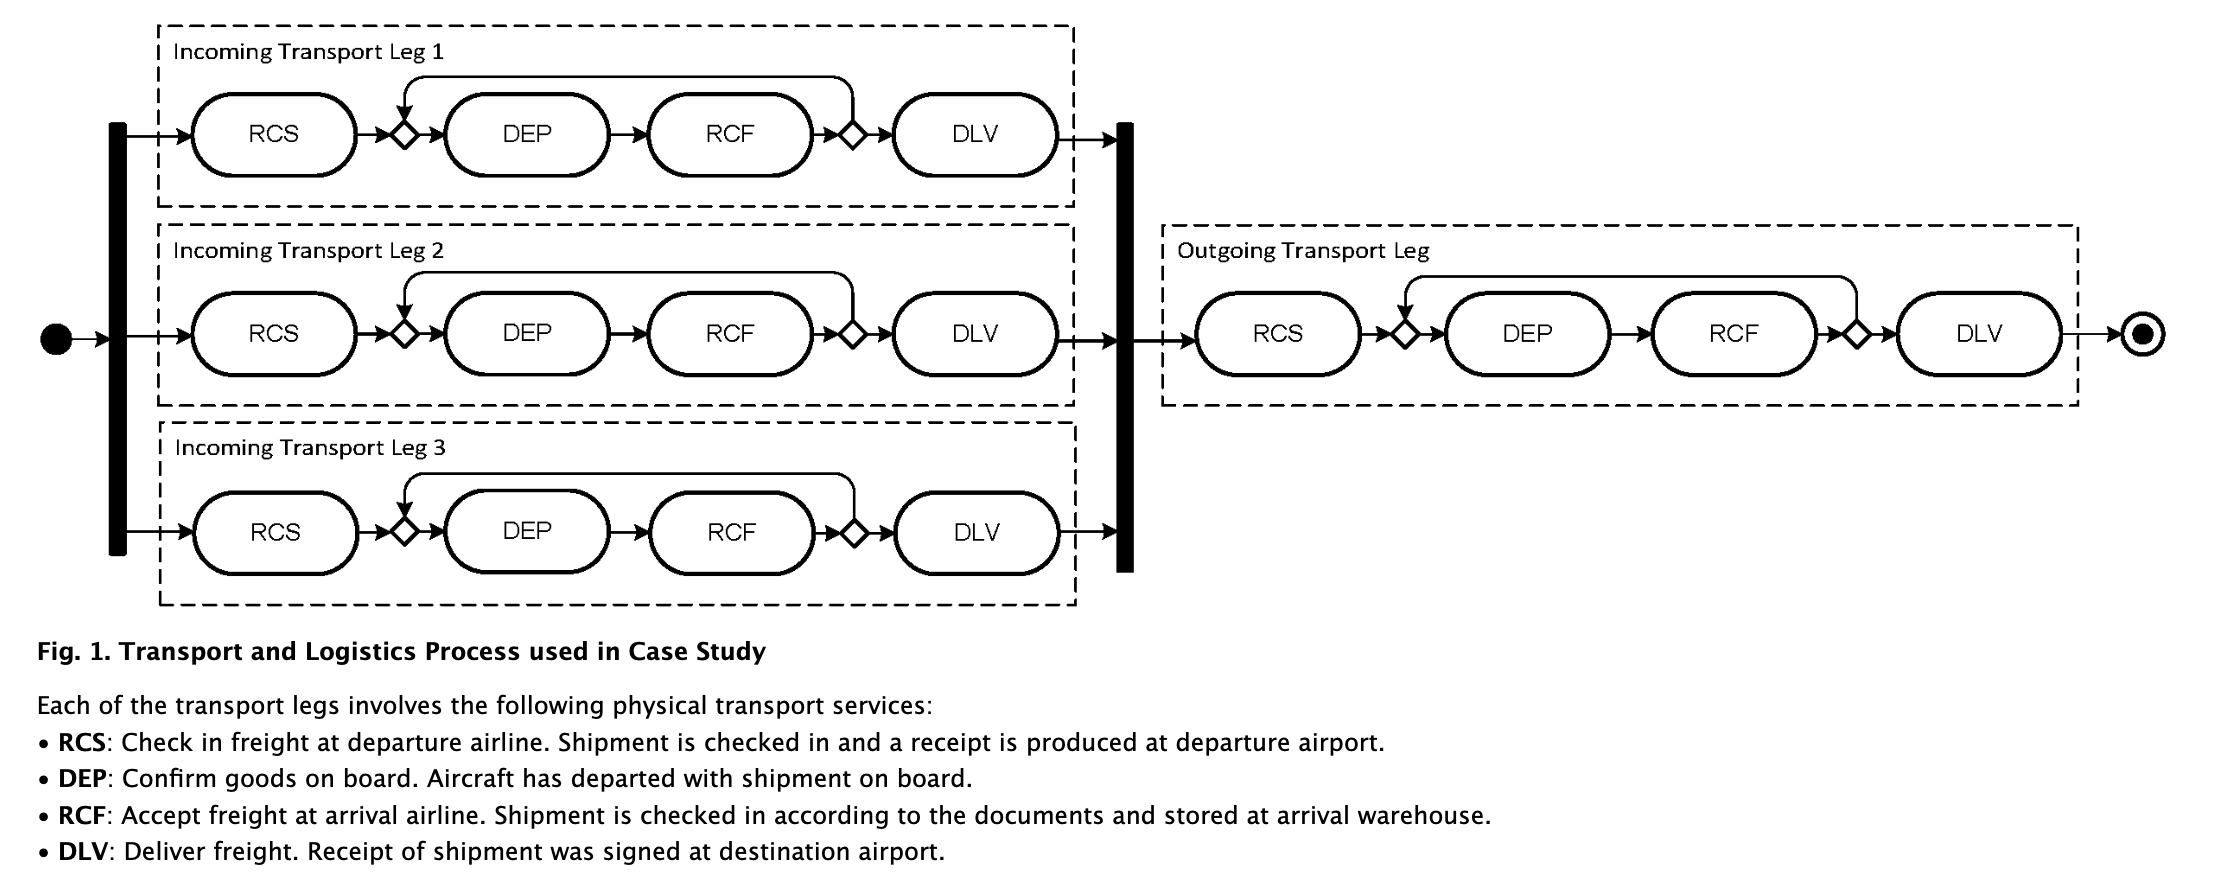 Incoming Transport Leg 1
RCS DEP RCF DLV
Incoming Transport Leg 2
RCS DEP RCF DLV
Incoming Transport Leg 3
RCS DEP RCF DLV
Outgoing Transport Leg
RCS DEP RCF DLV
Fig. 1. Transport and Logistics Process used in Case Study
Each of the transport legs involves the following physical transport services:
• RCS: Check in freight at departure airline. Shipment is checked in and a receipt is produced at departure airport.
• DEP: Confirm goods on board. Aircraft has departed with shipment on board.
• RCF: Accept freight at arrival airline. Shipment is checked in according to the documents and stored at arrival warehouse.
• DLV: Deliver freight. Receipt of shipment was signed at destination airport.